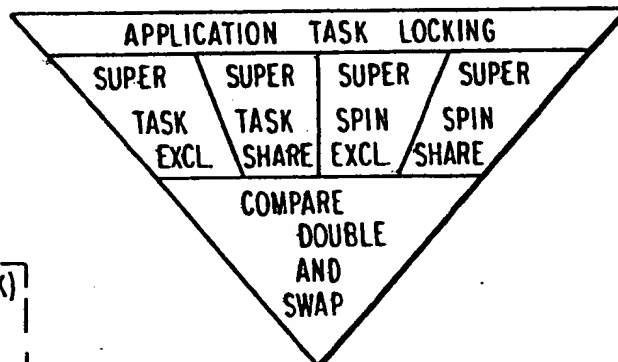 APPLICATION TASK LOCKING
SUPER TASK EXCL.
SUPER TASK SHARE
SUPER SPIN EXCL.
SUPER SPIN SHARE
COMPARE
DOUBLE
AND
SWAP